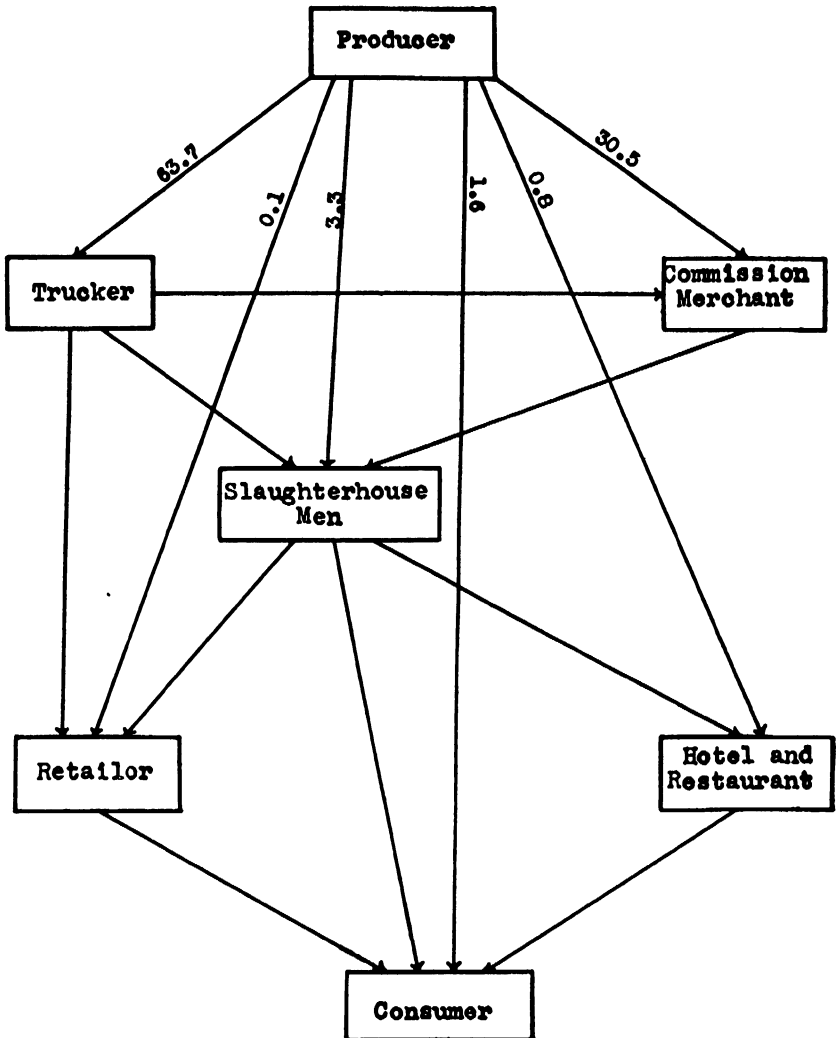 Producer
63.7
0.1
3.3
1.6
0.8
30.5
Trucker
Commission
Merchant
Slaughterhouse
Men
Retailor
Hotel and
Restaurant
Consumer